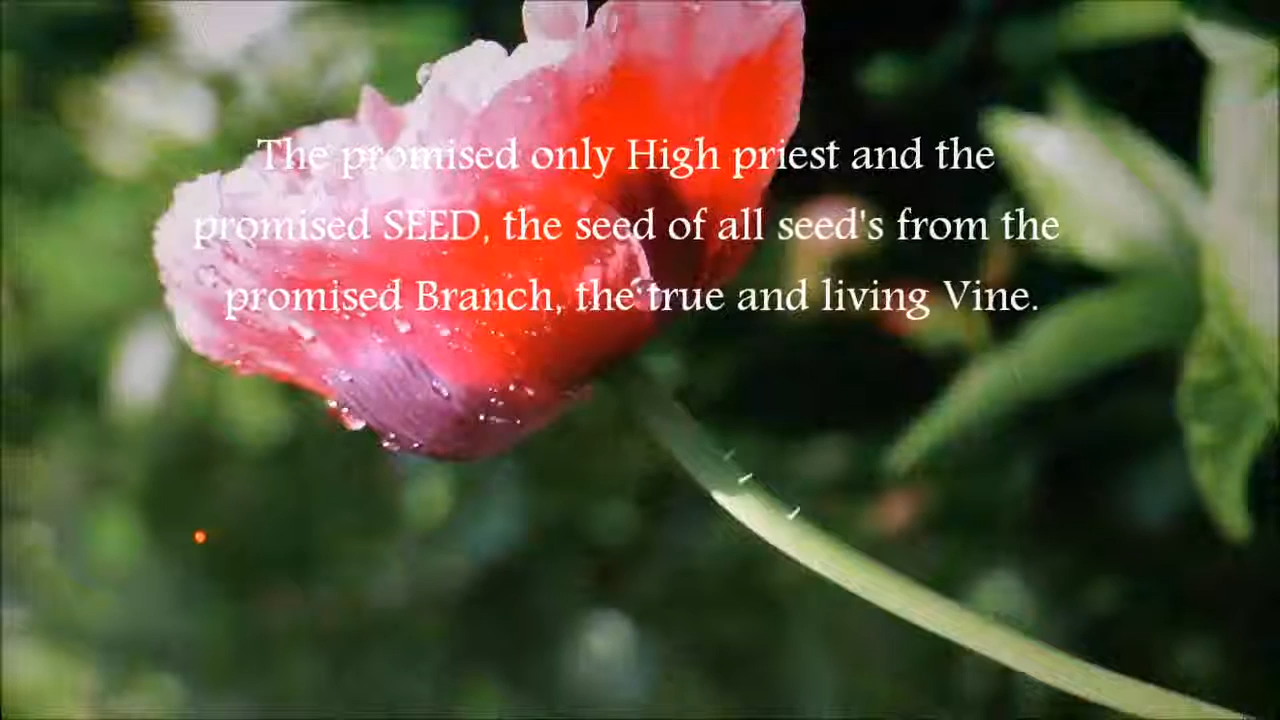 The promised only High priest and the
promised SEED, the seed of all seed's from the
promised Branch, the true and living Vine.